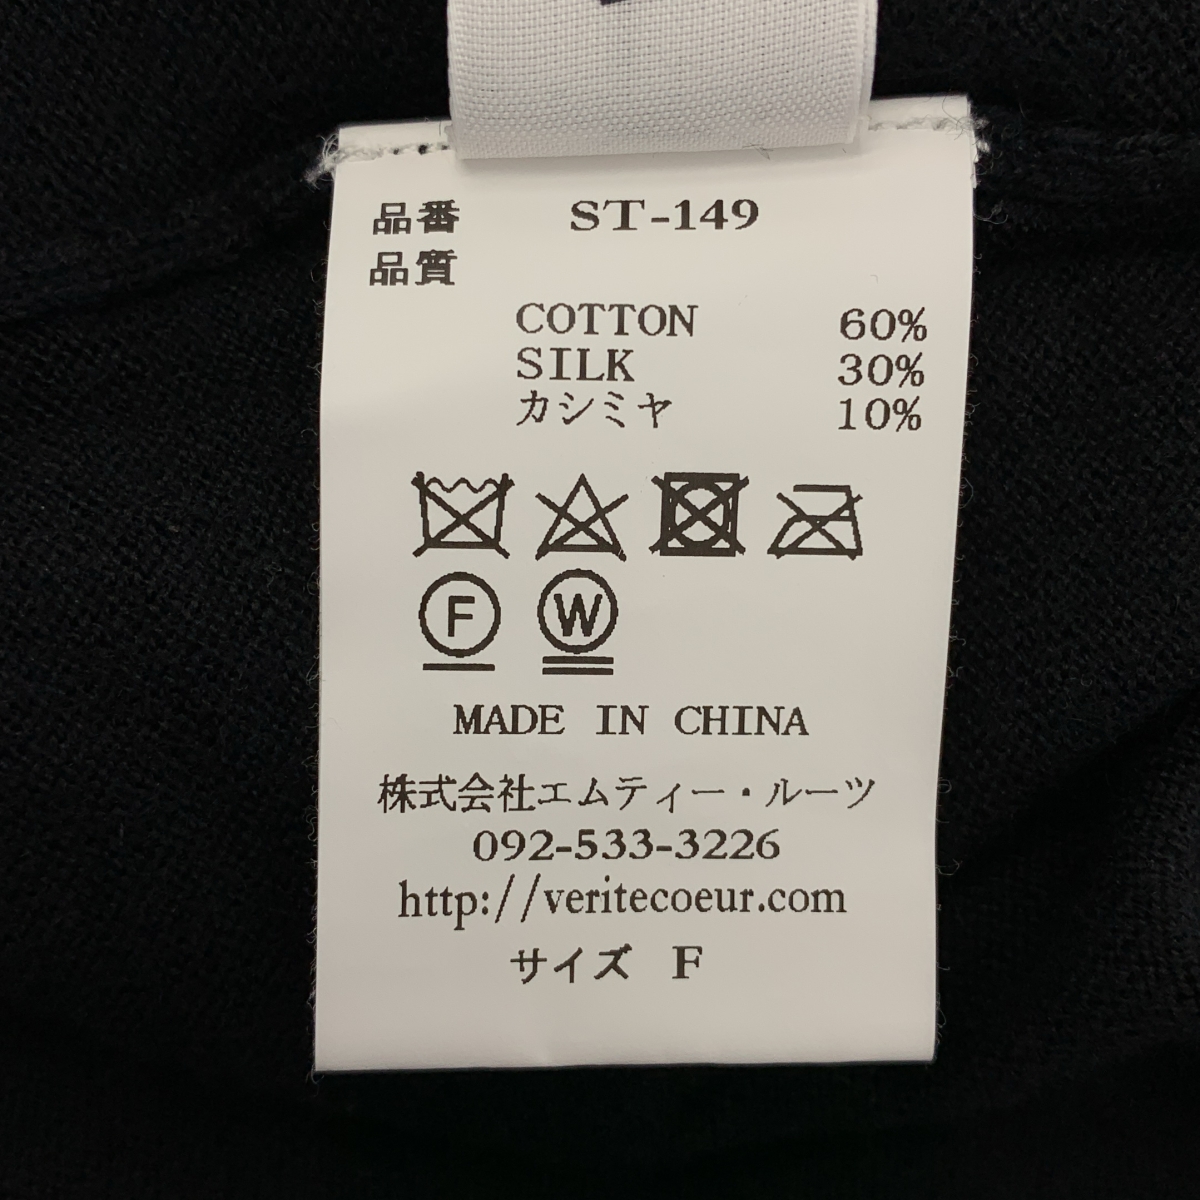 品番 ST-149
品質
COTTON 60%
SILK 30%
カシミヤ 10%
F W
MADE IN CHINA
株式会社エムティー・ルーツ
092-533-3226
http://veritecoeur.com
サイズ F